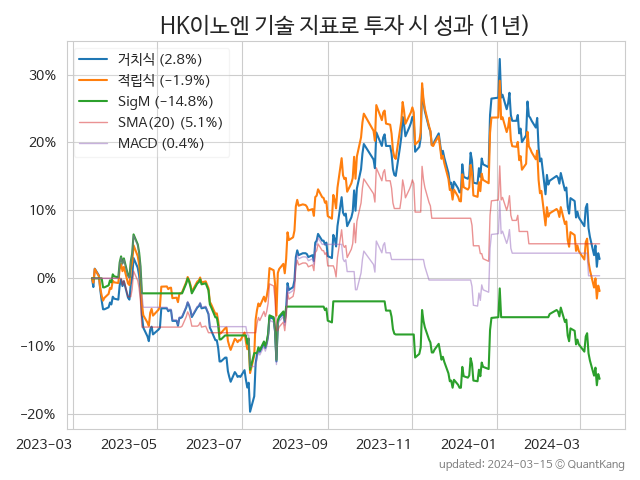 HK이노엔 기술 지표로 투자 시 성과 (1년)
거치식 (2.8%)
적립식 (−1.9%)
SigM (−14.8%)
SMA(20) (5.1%)
MACD (0.4%)
30%
20%
10%
0%
−10%
−20%
2023-03 2023-05 2023-07 2023-09 2023-11 2024-01 2024-03
updated: 2024-03-15 © QuantKang